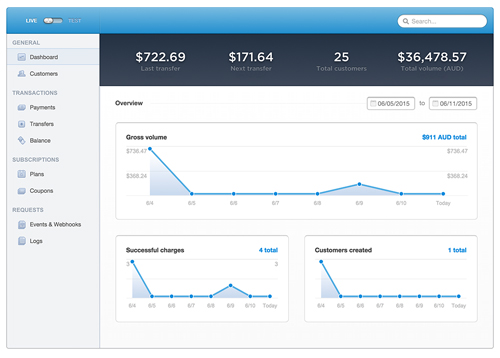 LIVE TEST Search...
GENERAL
Dashboard
Customers
TRANSACTIONS
Payments
Transfers
Balance
SUBSCRIPTIONS
Plans
Coupons
REQUESTS
Events & Webhooks
Logs
$722.69 $171.64 25 $36,478.57
Last transfer Next transfer Total customers Total volume (AUD)
Overview 06/05/2015 to 06/11/2015
Gross volume $911 AUD total
$736.47 $736.47
$368.24 $368.24
6/4 6/5 6/6 6/7 6/8 6/9 6/10 Today
Successful charges 4 total
3 3
6/4 6/5 6/6 6/7 6/8 6/9 6/10 Today
Customers created 1 total
6/4 6/5 6/6 6/7 6/8 6/9 6/10 Today